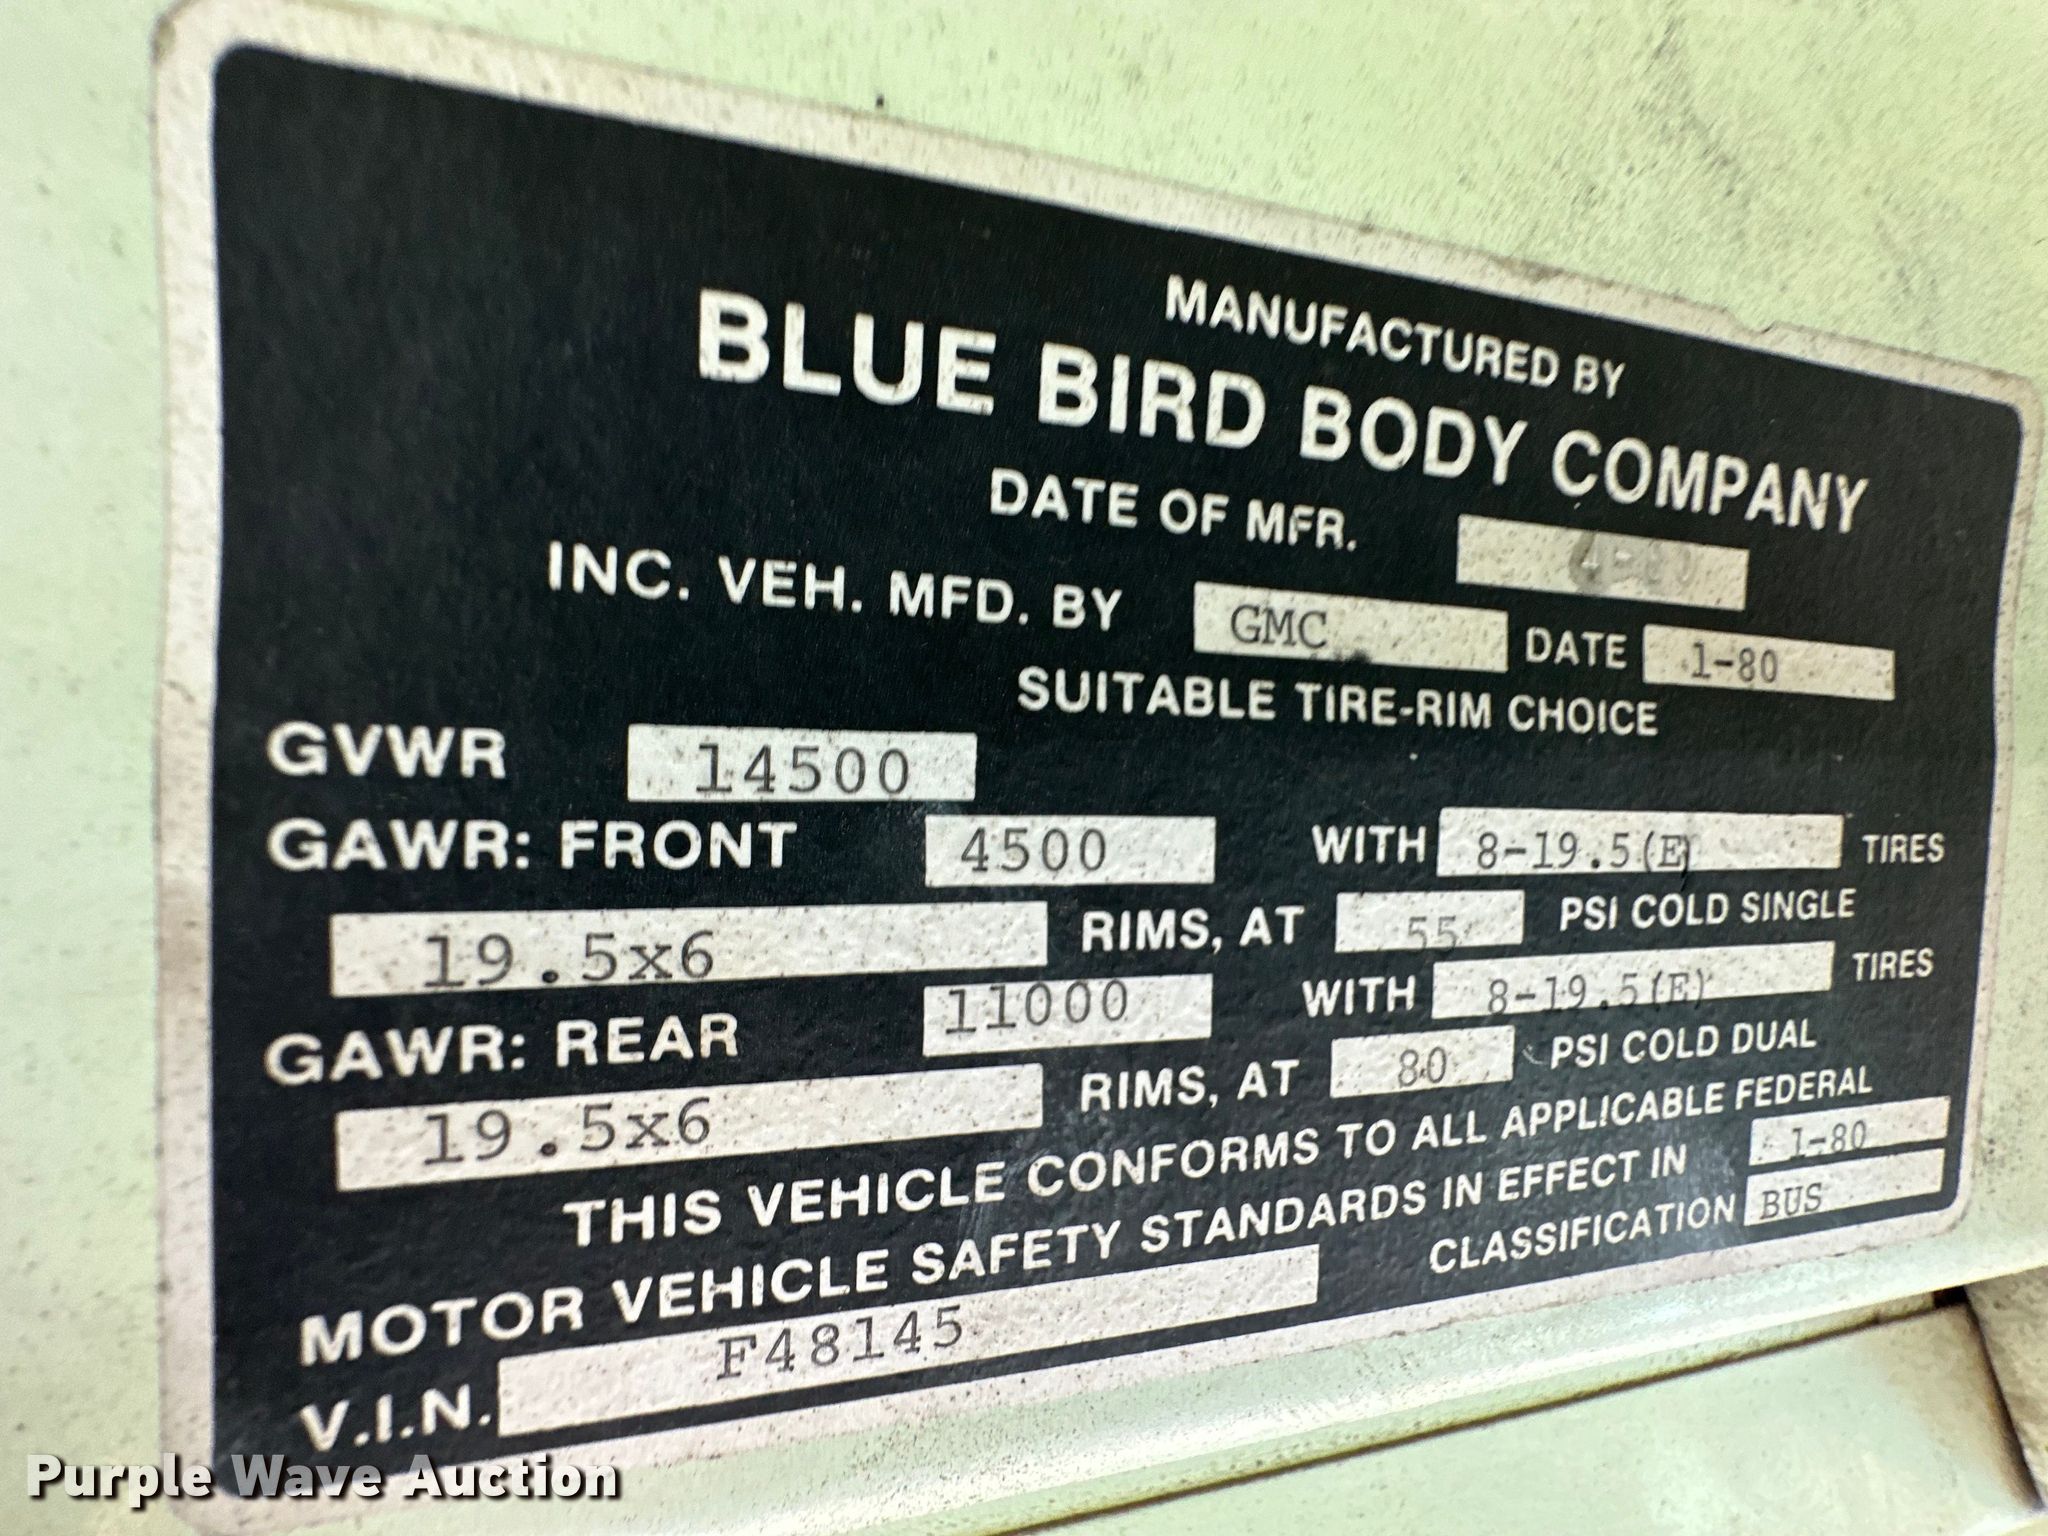 MANUFACTURED BY
BLUE BIRD BODY COMPANY
DATE OF MFR. 4-80
INC. VEH. MFD. BY GMC DATE 1-80
SUITABLE TIRE-RIM CHOICE
GVWR 14500
GAWR: FRONT 4500 WITH 8-19.5(E) TIRES
19.5x6 RIMS, AT 55 PSI COLD SINGLE
GAWR: REAR 11000 WITH 8-19.5(E) TIRES
19.5x6 RIMS, AT 80 PSI COLD DUAL
THIS VEHICLE CONFORMS TO ALL APPLICABLE FEDERAL
MOTOR VEHICLE SAFETY STANDARDS IN EFFECT IN 1-80
V.I.N. F48145 CLASSIFICATION BUS
Purple Wave Auction